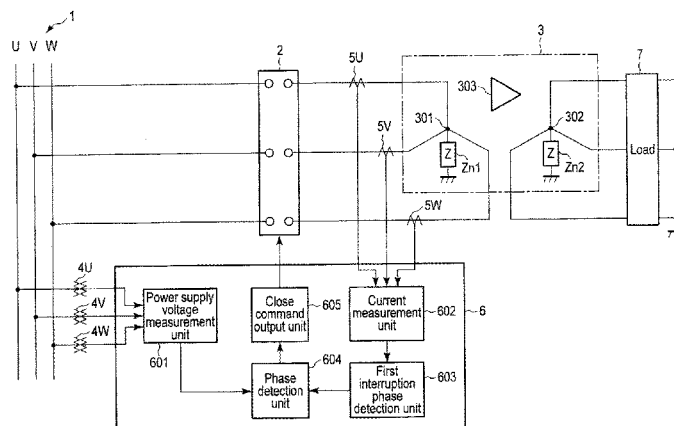 1
U V W
2
5U
3
7
303
5V
301
302
Z
Zn1
Z
Zn2
Load
5W
4U
4V
4W
Power supply
voltage
measurement
unit
601
Close
command
output unit
605
Current
measurement
unit
602
6
604
Phase
detection
unit
First
interruption
phase
detection unit
603